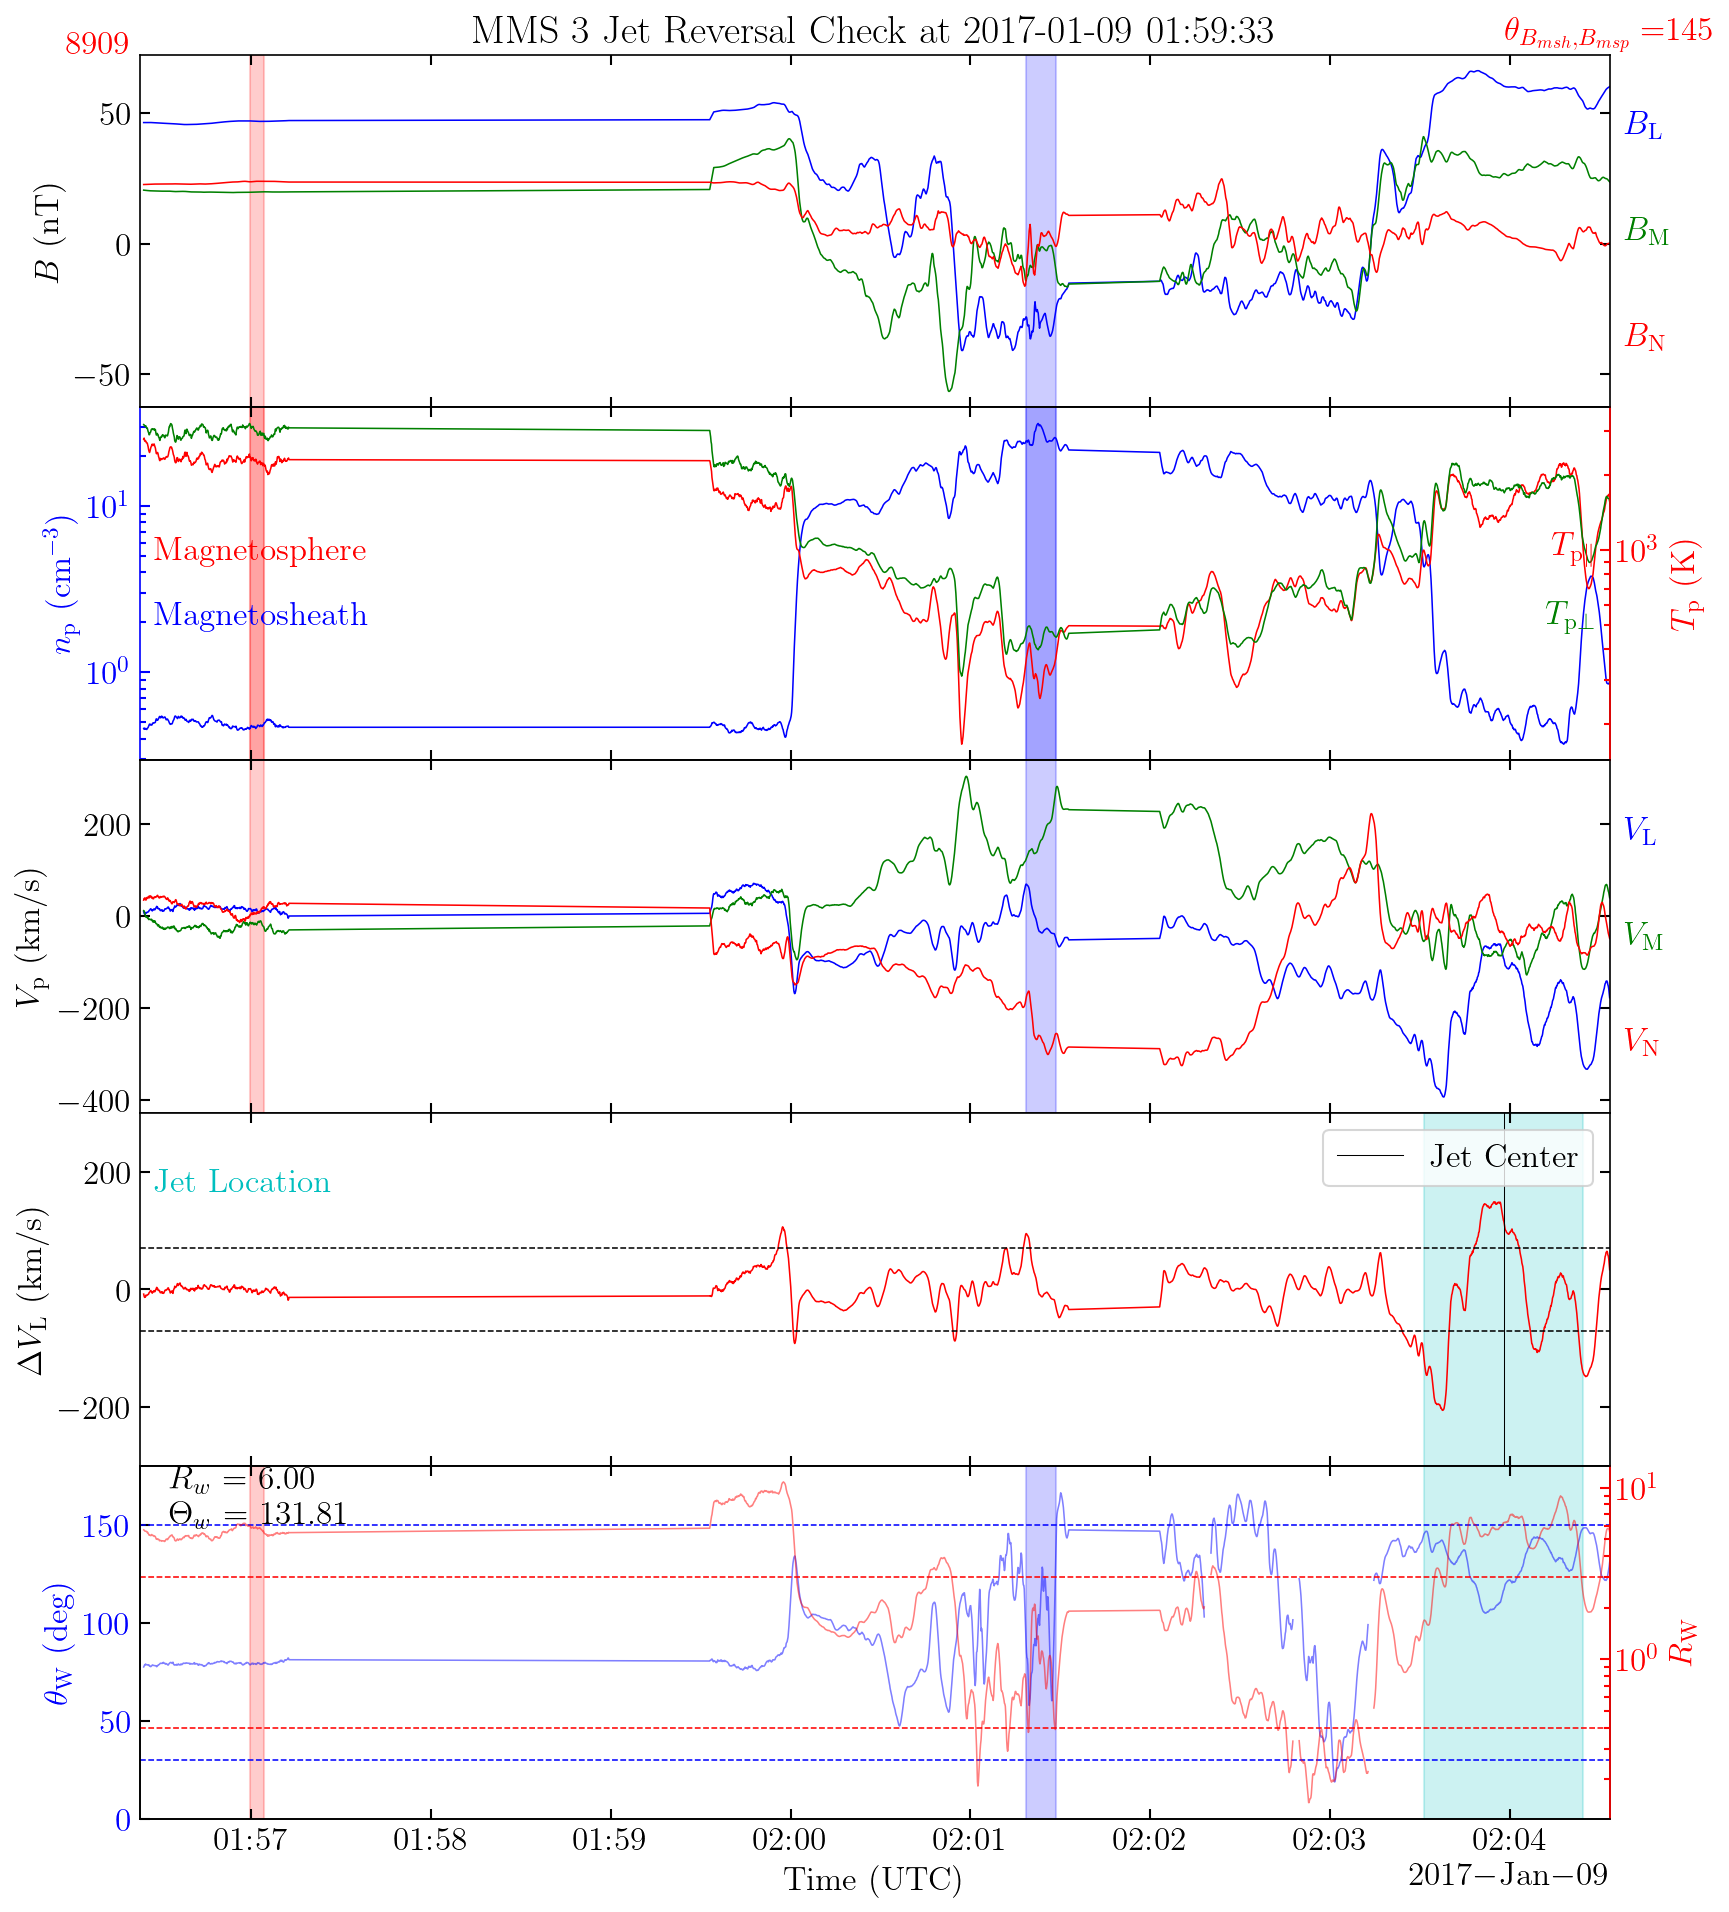 MMS 3 Jet Reversal Check at 2017-01-09 01:59:33
8909
θ_{B_{msh},B_{msp}} =145
50
0
−50
B (nT)
B_L
B_M
B_N
10^1
10^0
n_p (cm^{−3})
Magnetosphere
Magnetosheath
T_{p∥}
T_{p⊥}
10^3
T_p (K)
200
0
−200
−400
V_p (km/s)
V_L
V_M
V_N
200
0
−200
ΔV_L (km/s)
Jet Location
Jet Center
R_w = 6.00
Θ_w = 131.81
150
100
50
0
θ_W (deg)
10^1
10^0
R_W
01:57 01:58 01:59 02:00 02:01 02:02 02:03 02:04
Time (UTC)
2017−Jan−09